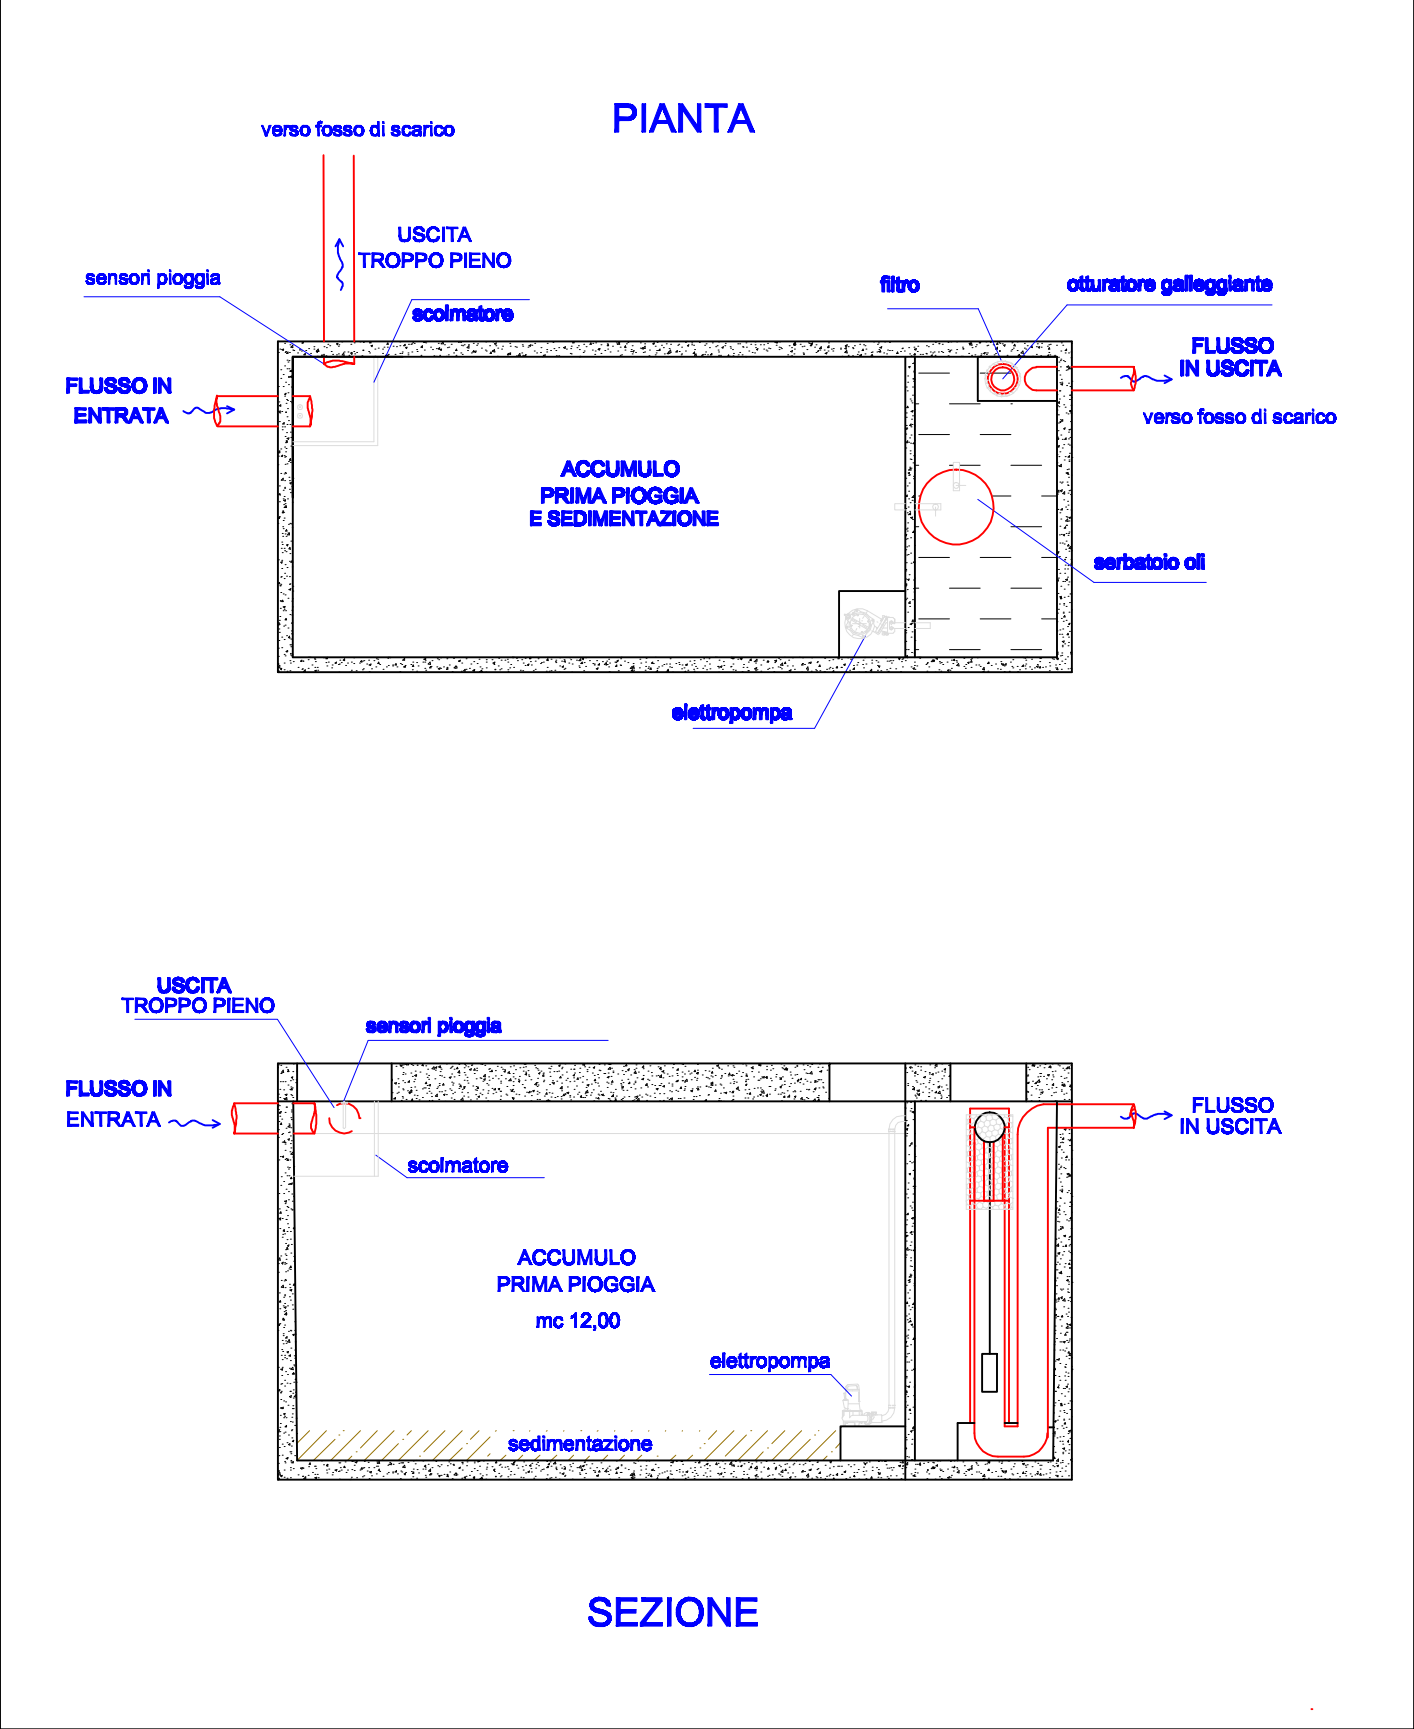 PIANTA
verso fosso di scarico
USCITA
TROPPO PIENO
sensori pioggia
scolmatore
filtro
otturatore galleggiante
FLUSSO IN
ENTRATA
FLUSSO
IN USCITA
verso fosso di scarico
ACCUMULO
PRIMA PIOGGIA
E SEDIMENTAZIONE
serbatoio oli
elettropompa
USCITA
TROPPO PIENO
sensori pioggia
FLUSSO IN
ENTRATA
FLUSSO
IN USCITA
scolmatore
ACCUMULO
PRIMA PIOGGIA
mc 12,00
elettropompa
sedimentazione
SEZIONE